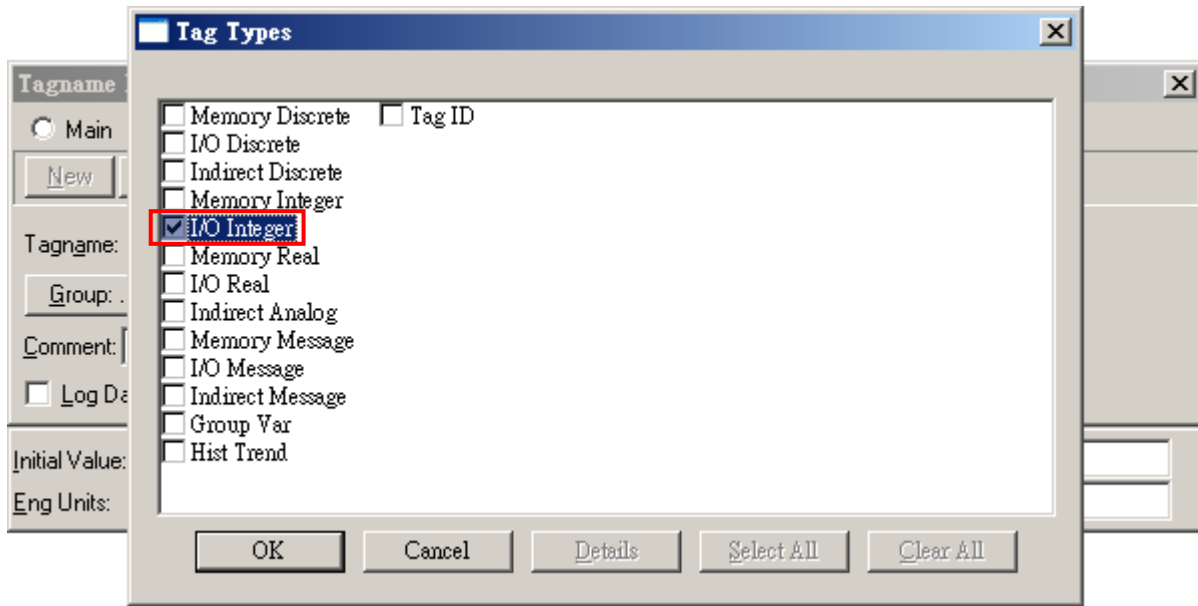 Tag Types
Tagname
Main
Memory Discrete
Tag ID
I/O Discrete
New
Indirect Discrete
Memory Integer
I/O Integer
Tagname:
Memory Real
I/O Real
Group: .
Indirect Analog
Comment:
Memory Message
I/O Message
Log Da
Indirect Message
Group Var
Hist Trend
Initial Value:
Eng Units:
OK
Cancel
Details
Select All
Clear All